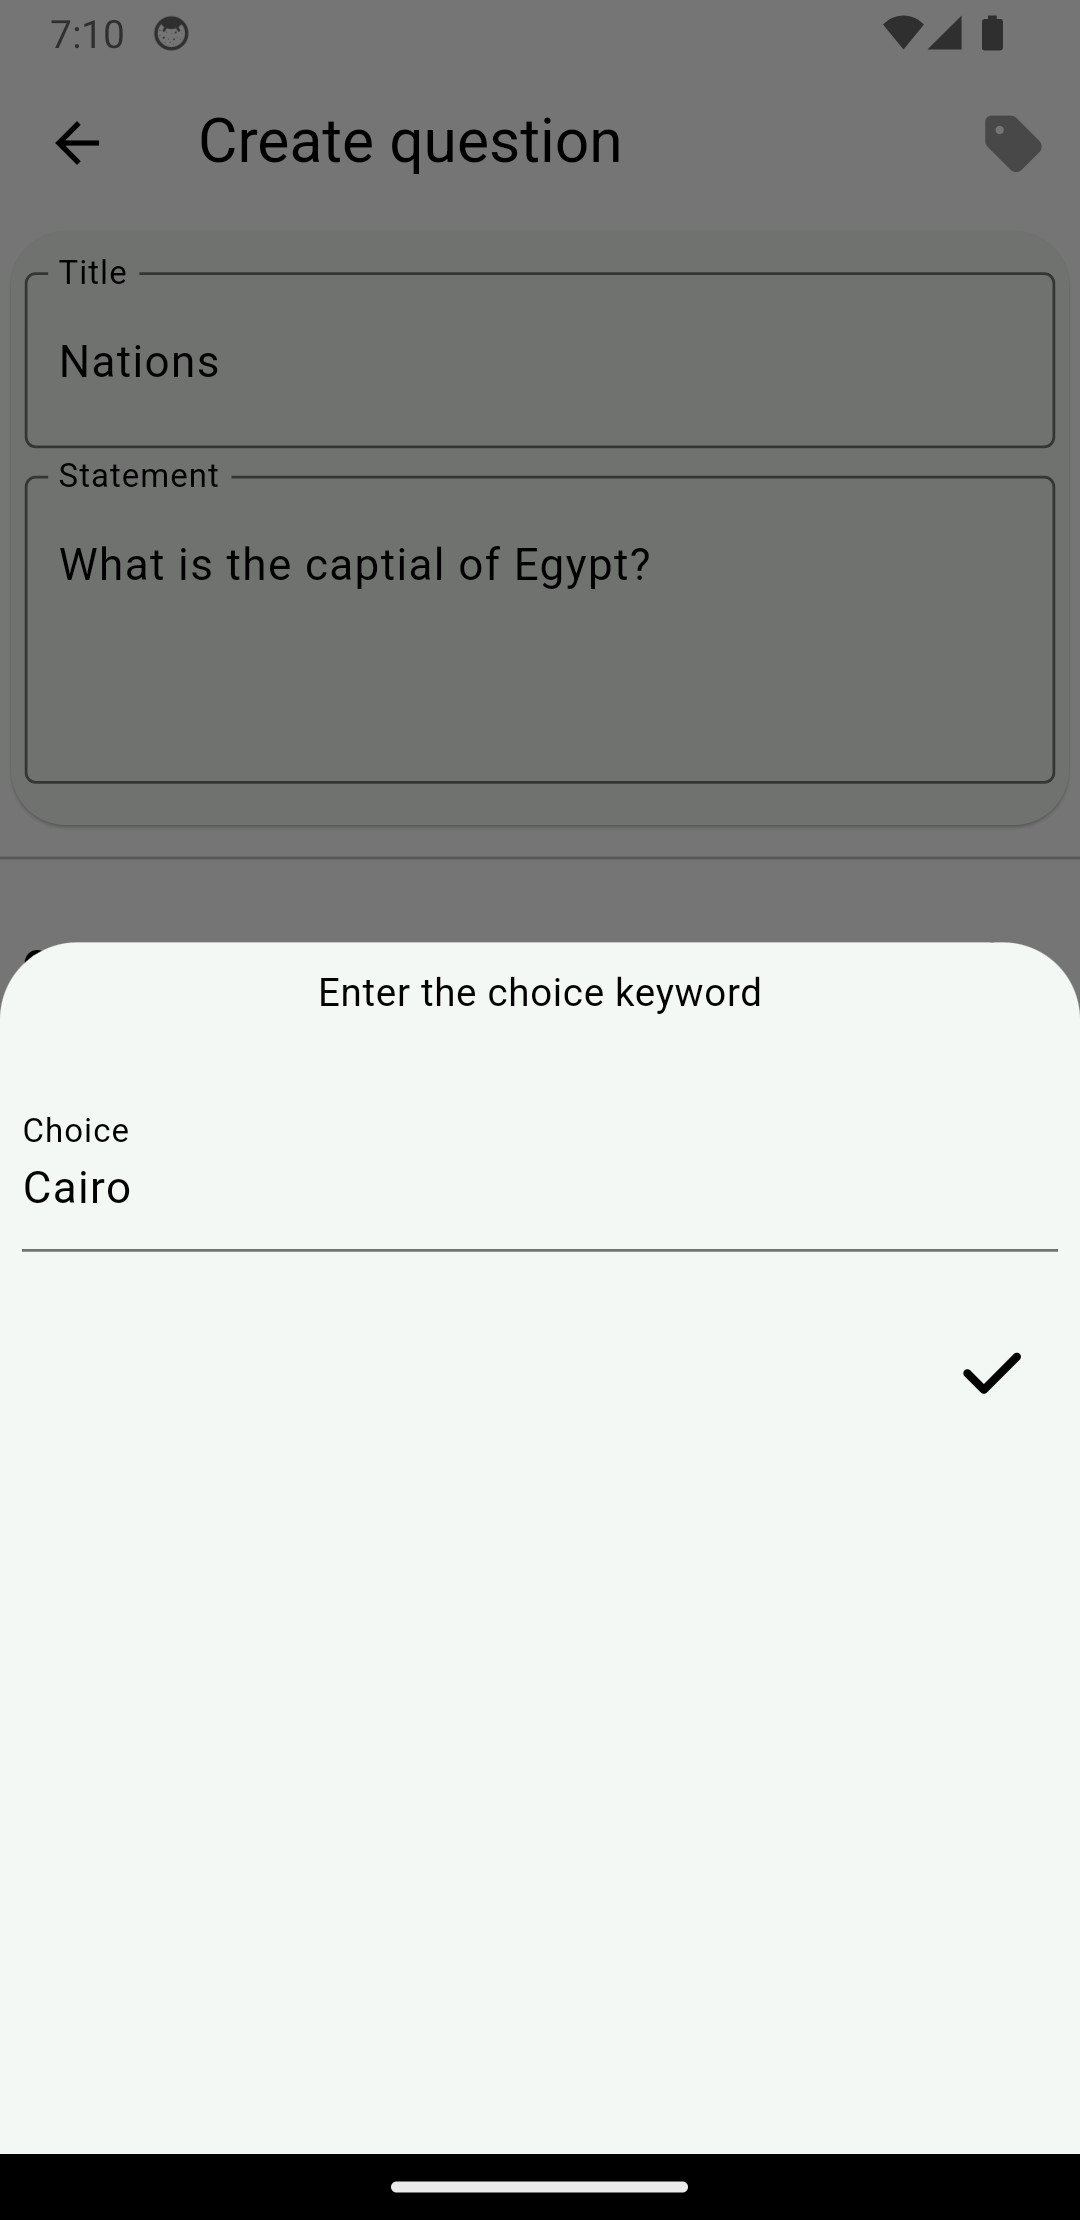 7:10
Create question
Title
Nations
Statement
What is the captial of Egypt?
Enter the choice keyword
Choice
Cairo